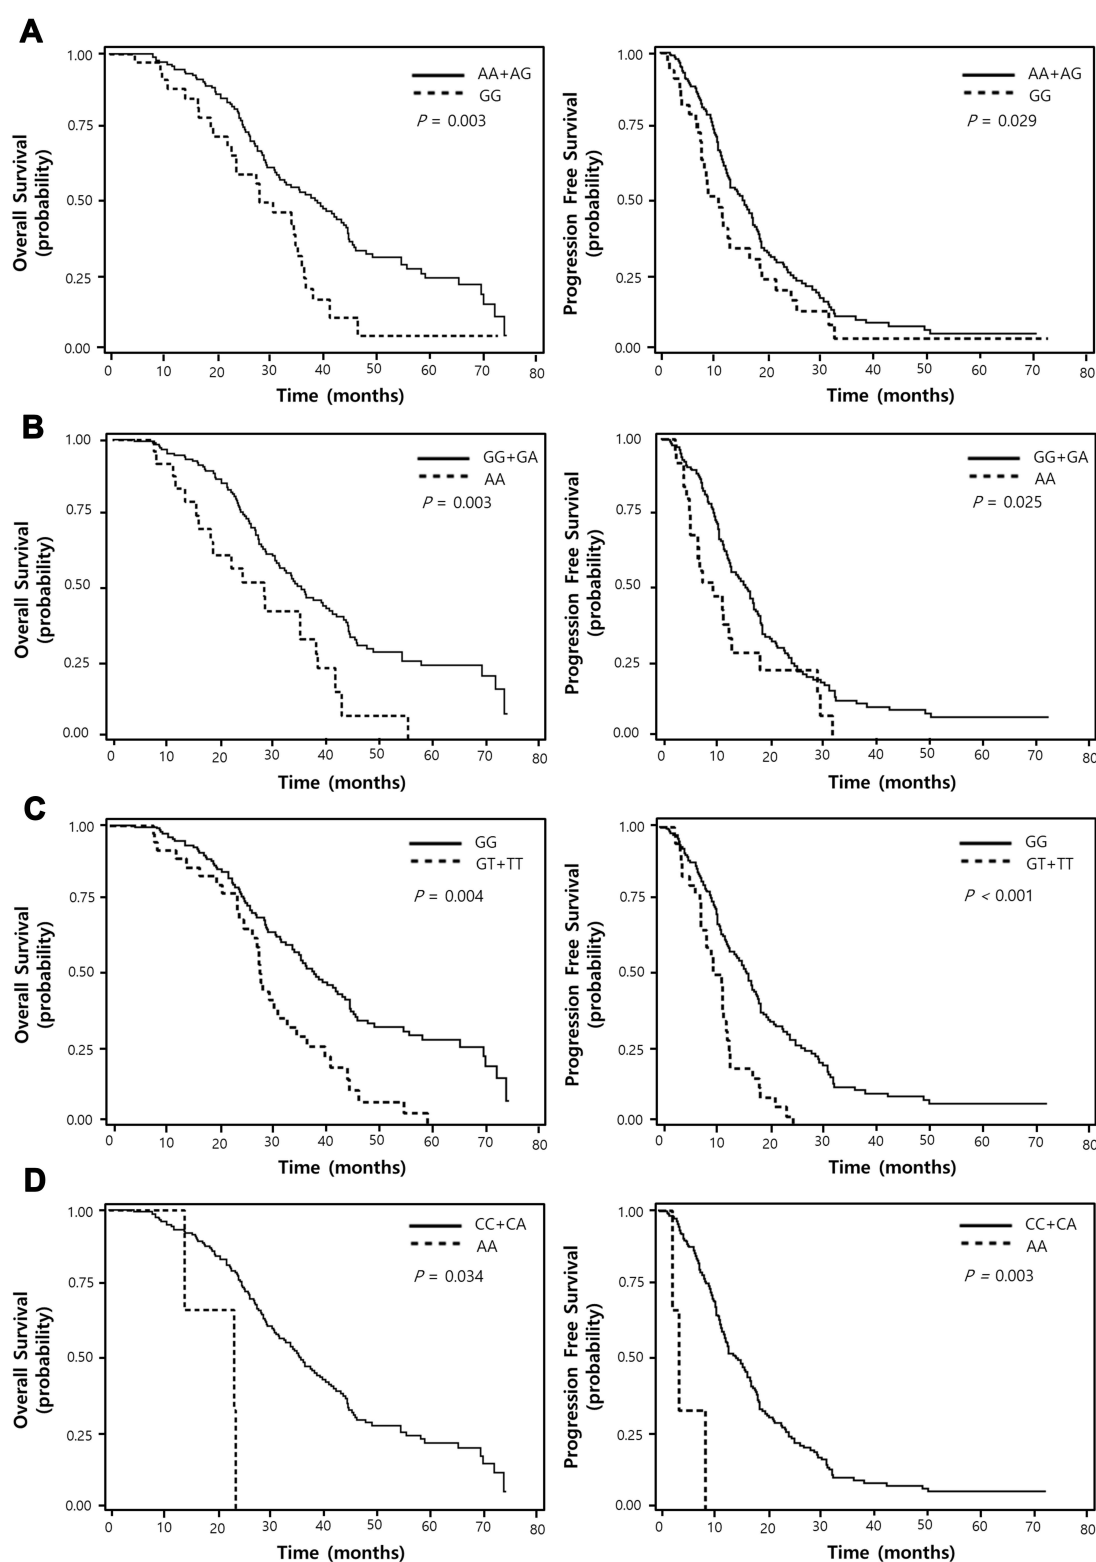 A
Overall Survival
(probability)
1.00
0.75
0.50
0.25
0.00
AA+AG
GG
P = 0.003
0 10 20 30 40 50 60 70 80
Time (months)
Progression Free Survival
(probability)
1.00
0.75
0.50
0.25
0.00
AA+AG
GG
P = 0.029
0 10 20 30 40 50 60 70 80
Time (months)
B
Overall Survival
(probability)
1.00
0.75
0.50
0.25
0.00
GG+GA
AA
P = 0.003
0 10 20 30 40 50 60 70 80
Time (months)
Progression Free Survival
(probability)
1.00
0.75
0.50
0.25
0.00
GG+GA
AA
P = 0.025
0 10 20 30 40 50 60 70 80
Time (months)
C
Overall Survival
(probability)
1.00
0.75
0.50
0.25
0.00
GG
GT+TT
P = 0.004
0 10 20 30 40 50 60 70 80
Time (months)
Progression Free Survival
(probability)
1.00
0.75
0.50
0.25
0.00
GG
GT+TT
P < 0.001
0 10 20 30 40 50 60 70 80
Time (months)
D
Overall Survival
(probability)
1.00
0.75
0.50
0.25
0.00
CC+CA
AA
P = 0.034
0 10 20 30 40 50 60 70 80
Time (months)
Progression Free Survival
(probability)
1.00
0.75
0.50
0.25
0.00
CC+CA
AA
P = 0.003
0 10 20 30 40 50 60 70 80
Time (months)